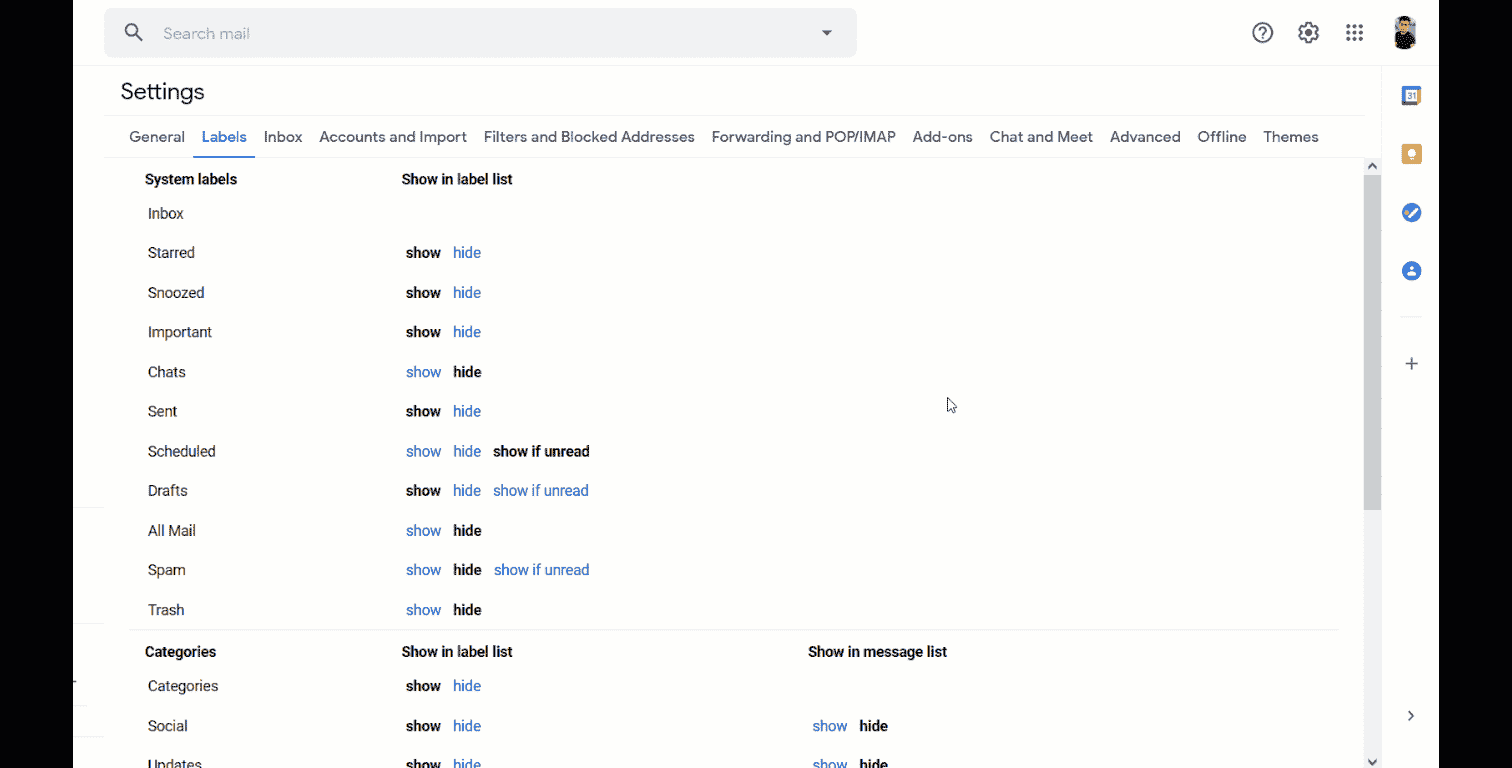 Search mail
Settings
General Labels Inbox Accounts and Import Filters and Blocked Addresses Forwarding and POP/IMAP Add-ons Chat and Meet Advanced Offline Themes
31
System labels Show in label list
Inbox
Starred show hide
Snoozed show hide
Important show hide
Chats show hide
Sent show hide
Scheduled show hide show if unread
Drafts show hide show if unread
All Mail show hide
Spam show hide show if unread
Trash show hide
Categories Show in label list Show in message list
Categories show hide
Social show hide show hide
Updates show hide show hide